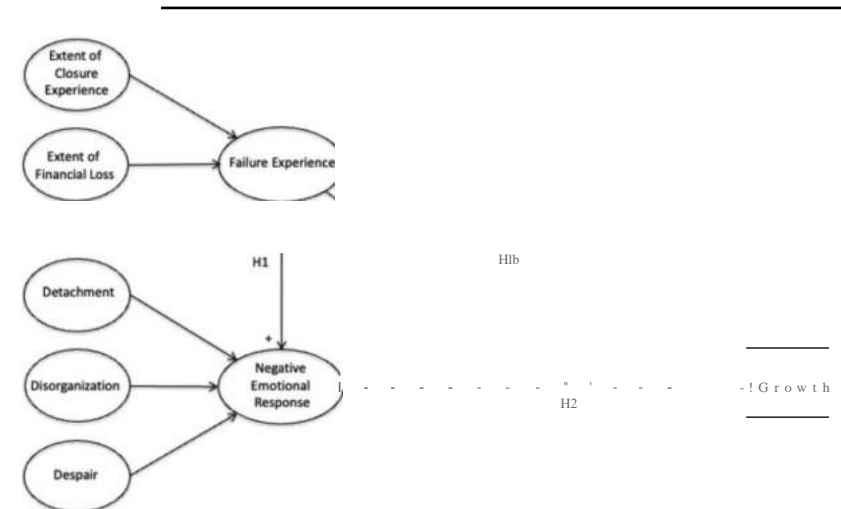 Extent of
Closure
Experience
Extent of
Financial Loss
Failure Experience
H1
Hlb
Detachment
+
Negative
Emotional
Response
Disorganization
- - - - - - - " ' - - - -!Growth
H2
Despair